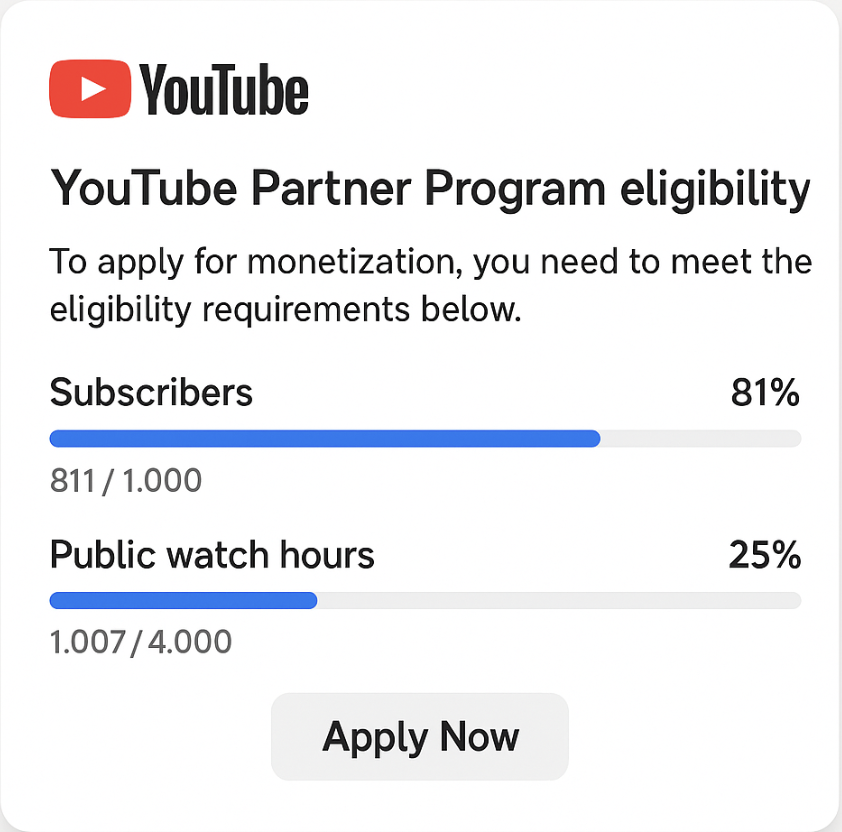 YouTube
YouTube Partner Program eligibility
To apply for monetization, you need to meet the
eligibility requirements below.
Subscribers 81%
811 / 1.000
Public watch hours 25%
1.007 / 4.000
Apply Now